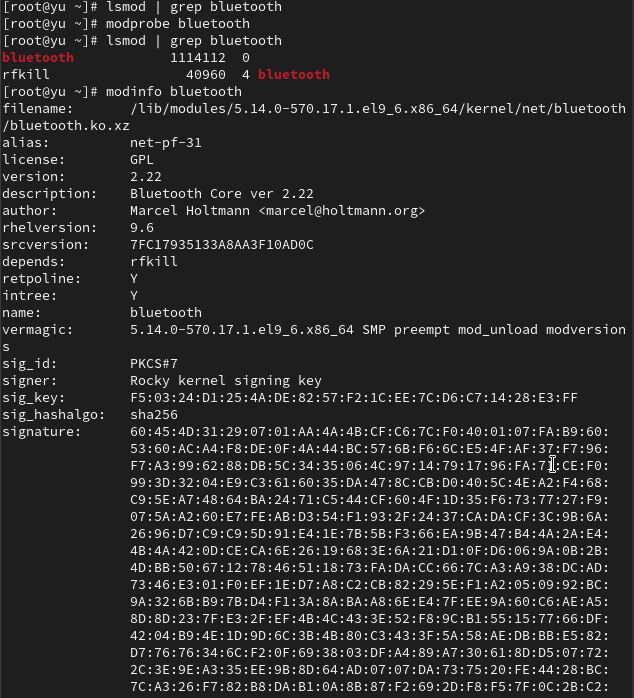 [root@yu ~]# lsmod | grep bluetooth
[root@yu ~]# modprobe bluetooth
[root@yu ~]# lsmod | grep bluetooth
bluetooth           1114112  0
rfkill                40960  4 bluetooth
[root@yu ~]# modinfo bluetooth
filename:       /lib/modules/5.14.0-570.17.1.el9_6.x86_64/kernel/net/bluetooth
/bluetooth.ko.xz
alias:          net-pf-31
license:        GPL
version:        2.22
description:    Bluetooth Core ver 2.22
author:         Marcel Holtmann <marcel@holtmann.org>
rhelversion:    9.6
srcversion:     7FC17935133A8AA3F10AD0C
depends:        rfkill
retpoline:      Y
intree:         Y
name:           bluetooth
vermagic:       5.14.0-570.17.1.el9_6.x86_64 SMP preempt mod_unload modversion
s
sig_id:         PKCS#7
signer:         Rocky kernel signing key
sig_key:        F5:03:24:D1:25:4A:DE:82:57:F2:1C:EE:7C:D6:C7:14:28:E3:FF
sig_hashalgo:   sha256
signature:      60:45:4D:31:29:07:01:AA:4A:4B:CF:C6:7C:F0:40:01:07:FA:B9:60:
53:60:AC:A4:F8:DE:0F:4A:44:BC:57:6B:F6:6C:E5:4F:AF:37:F7:96:
F7:A3:99:62:88:DB:5C:34:35:06:4C:97:14:79:17:96:FA:71:CE:F0:
99:3D:32:04:E9:C3:61:60:35:DA:47:8C:CB:D0:40:5C:4E:A2:F4:68:
C9:5E:A7:48:64:BA:24:71:C5:44:CF:60:4F:1D:35:F6:73:77:27:F9:
07:5A:A2:60:E7:FE:AB:D3:54:F1:93:2F:24:37:CA:DA:CF:3C:9B:6A:
26:96:D7:C9:C9:5D:91:E4:1E:7B:5B:F3:66:EA:9B:47:B4:4A:2A:E4:
4B:4A:42:0D:CE:CA:6E:26:19:68:3E:6A:21:D1:0F:D6:06:9A:0B:2B:
4D:BB:50:67:12:78:46:51:18:73:FA:DA:CC:66:7C:A3:A9:38:DC:AD:
73:46:E3:01:F0:EF:1E:D7:A8:C2:CB:82:29:5E:F1:A2:05:09:92:BC:
9A:32:6B:B9:7B:D4:F1:3A:8A:BA:A8:6E:E4:7F:EE:9A:60:C6:AE:A5:
8D:8D:23:7F:E3:2F:EF:4B:4C:43:3E:52:F8:9C:B1:55:15:77:66:DF:
42:04:B9:4E:1D:9D:6C:3B:4B:80:C3:43:3F:5A:58:AE:DB:BB:E5:82:
D7:76:76:34:6C:F2:0F:69:38:03:DF:A4:89:A7:30:61:8D:D5:07:72:
2C:3E:9E:A3:35:EE:9B:8D:64:AD:07:07:DA:73:75:20:FE:44:28:BC:
7C:A3:26:F7:82:B8:DA:B1:0A:8B:87:F2:69:2D:F8:F5:7F:0C:2B:C2: